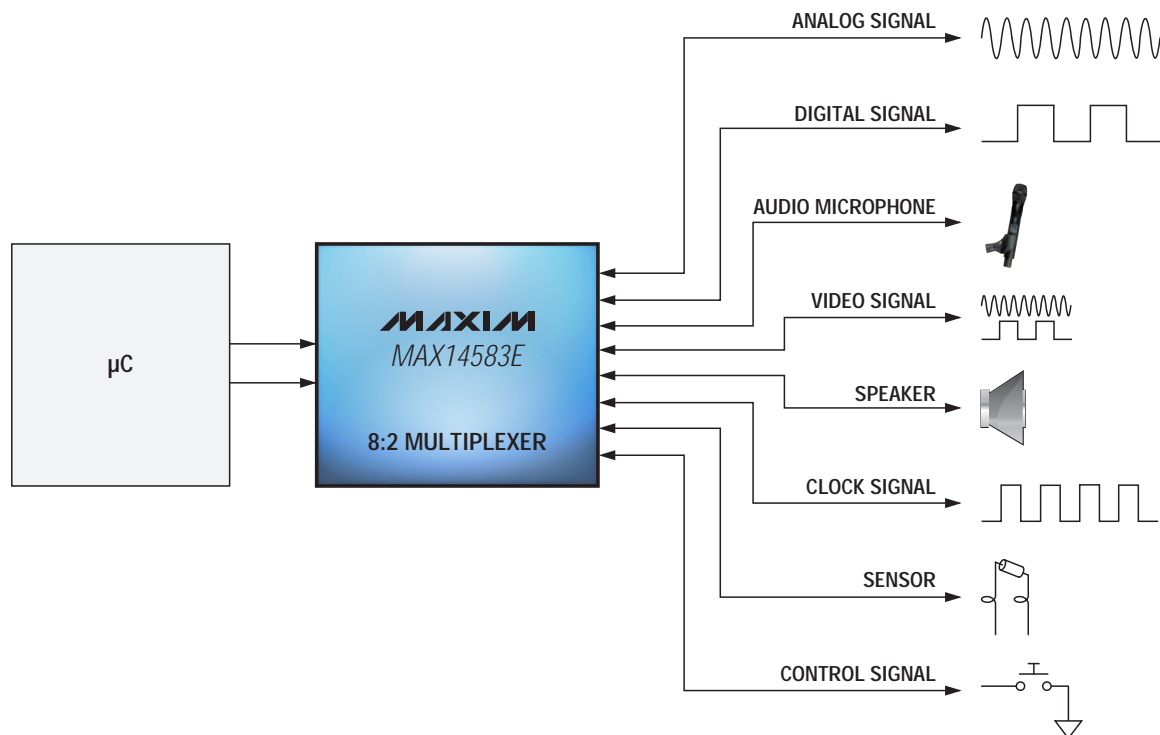 ANALOG SIGNAL
DIGITAL SIGNAL
AUDIO MICROPHONE
µC
MAXIM
MAX14583E
8:2 MULTIPLEXER
VIDEO SIGNAL
SPEAKER
CLOCK SIGNAL
SENSOR
CONTROL SIGNAL